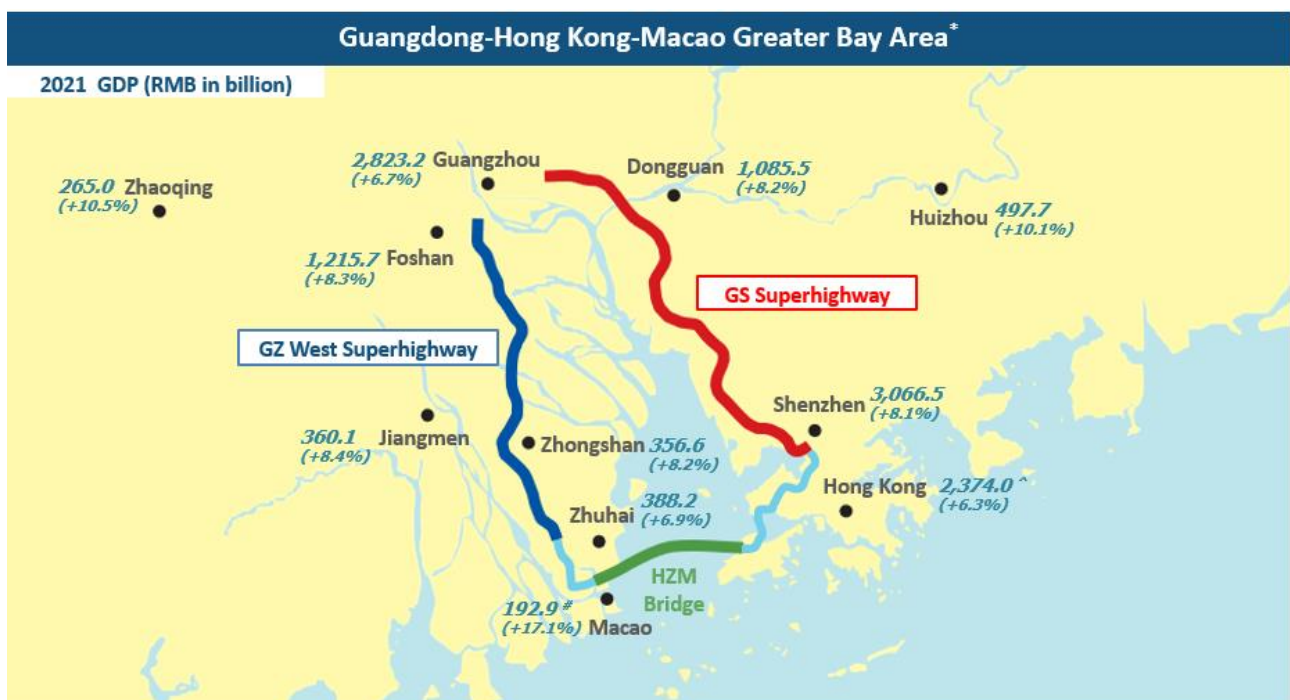 Guangdong-Hong Kong-Macao Greater Bay Area*
2021 GDP (RMB in billion)
2,823.2 Guangzhou
(+6.7%)
Dongguan 1,085.5
(+8.2%)
265.0 Zhaoqing
(+10.5%)
Huizhou 497.7
(+10.1%)
1,215.7 Foshan
(+8.3%)
GS Superhighway
GZ West Superhighway
Shenzhen 3,066.5
(+8.1%)
360.1 Jiangmen
(+8.4%)
Zhongshan 356.6
(+8.2%)
Hong Kong 2,374.0 ^
(+6.3%)
Zhuhai 388.2
(+6.9%)
HZM
Bridge
192.9 #
(+17.1%) Macao